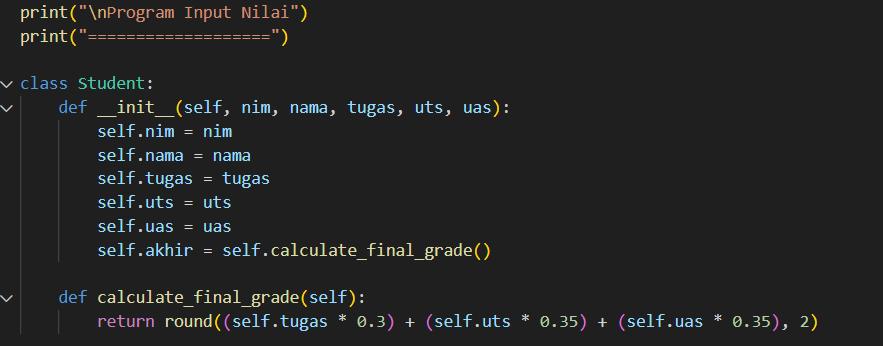 print("\nProgram Input Nilai")
print("===================")
class Student:
def __init__(self, nim, nama, tugas, uts, uas):
self.nim = nim
self.nama = nama
self.tugas = tugas
self.uts = uts
self.uas = uas
self.akhir = self.calculate_final_grade()
def calculate_final_grade(self):
return round((self.tugas * 0.3) + (self.uts * 0.35) + (self.uas * 0.35), 2)